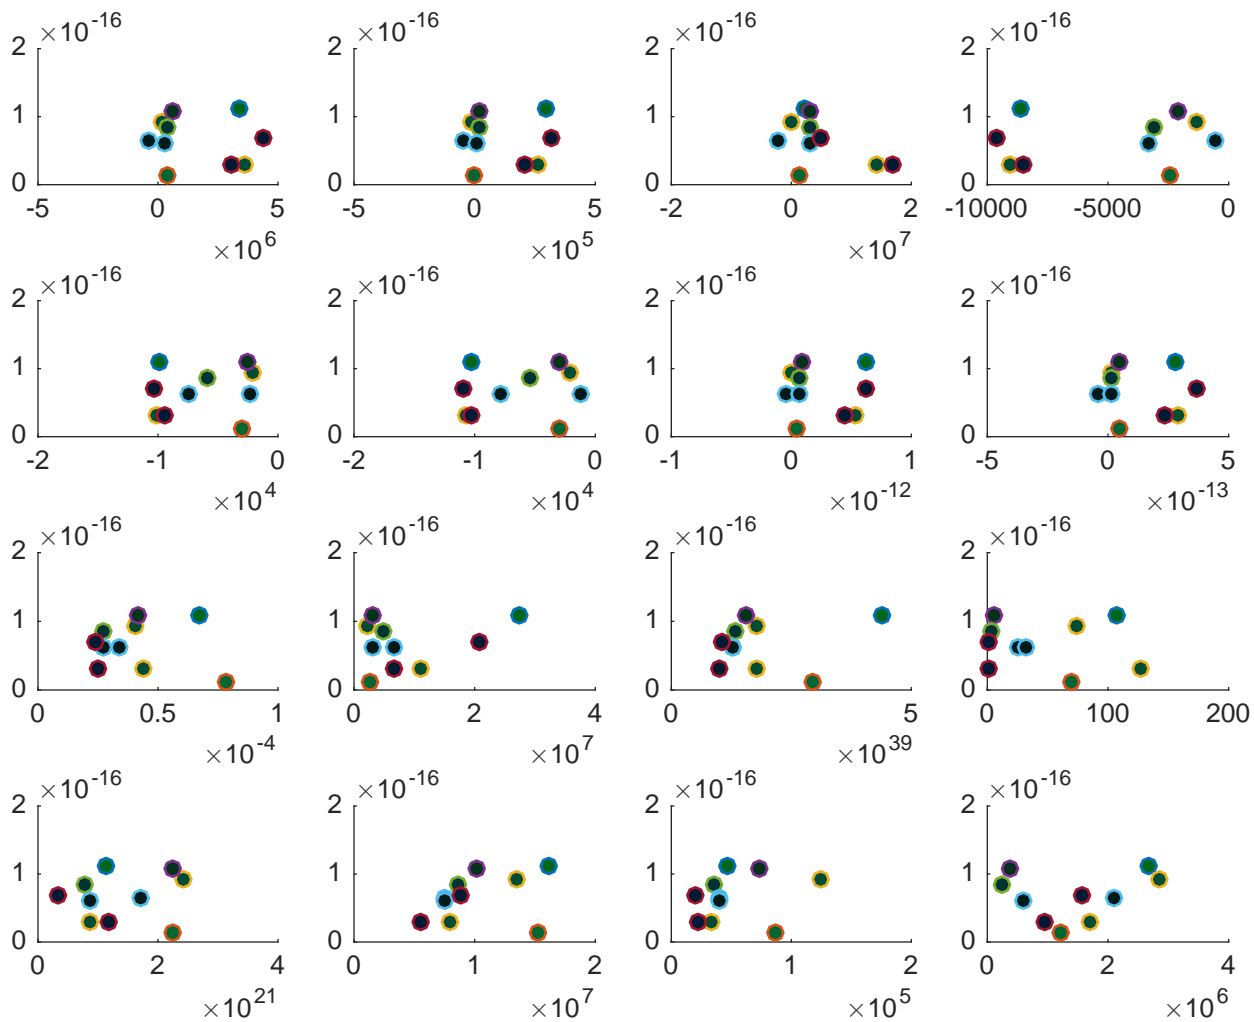 ×10-16 ×10-16 ×10-16 ×10-16
2 2 2 2
1 1 1 1
0 0 0 0
-5 0 5 -5 0 5 -2 0 2 -10000 -5000 0
×106 ×105 ×107
×10-16 ×10-16 ×10-16 ×10-16
2 2 2 2
1 1 1 1
0 0 0 0
-2 -1 0 -2 -1 0 -1 0 1 -5 0 5
×104 ×104 ×10-12 ×10-13
×10-16 ×10-16 ×10-16 ×10-16
2 2 2 2
1 1 1 1
0 0 0 0
0 0.5 1 0 2 4 0 5 0 100 200
×10-4 ×107 ×1039
×10-16 ×10-16 ×10-16 ×10-16
2 2 2 2
1 1 1 1
0 0 0 0
0 2 4 0 1 2 0 1 2 0 2 4
×1021 ×107 ×105 ×106